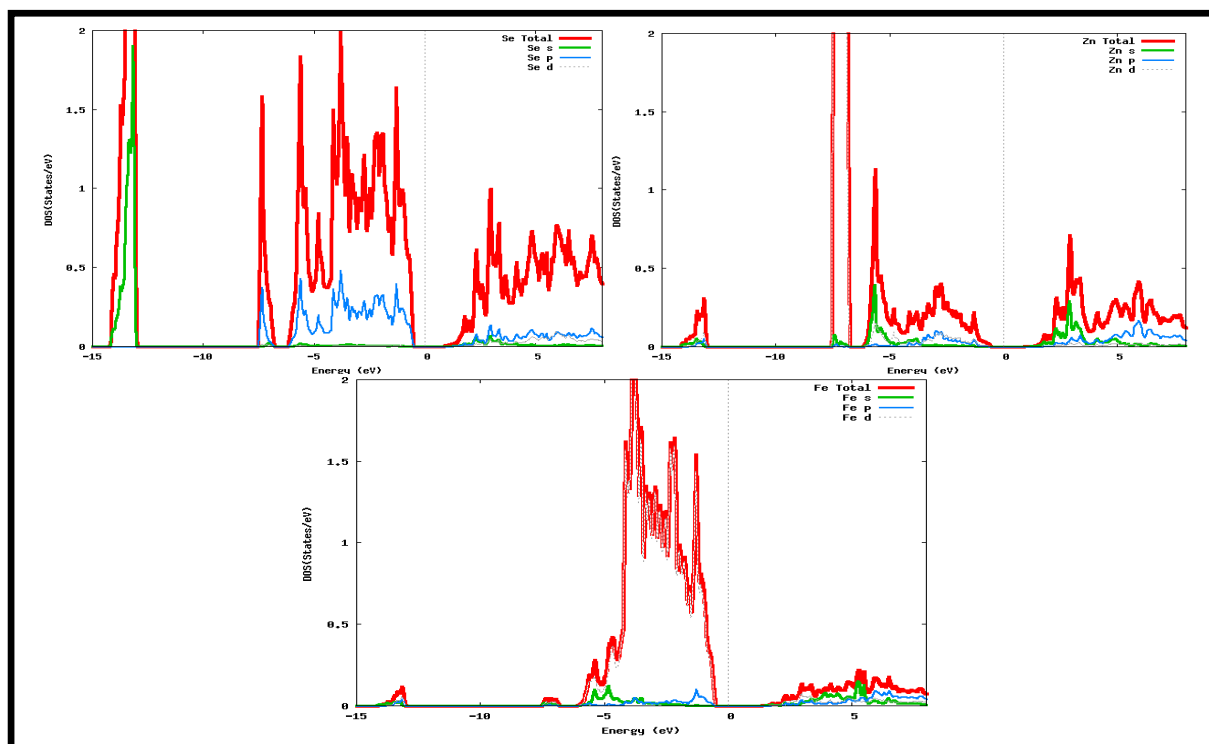 2
Se Total
Se s
Se p
Se d
1.5
1
0.5
0
DOS(States/eV)
-15
-10
-5
0
5
Energy (eV)
2
Zn Total
Zn s
Zn p
Zn d
1.5
1
0.5
0
DOS(States/eV)
-15
-10
-5
0
5
Energy (eV)
2
Fe Total
Fe s
Fe p
Fe d
1.5
1
0.5
0
DOS(States/eV)
-15
-10
-5
0
5
Energy (eV)